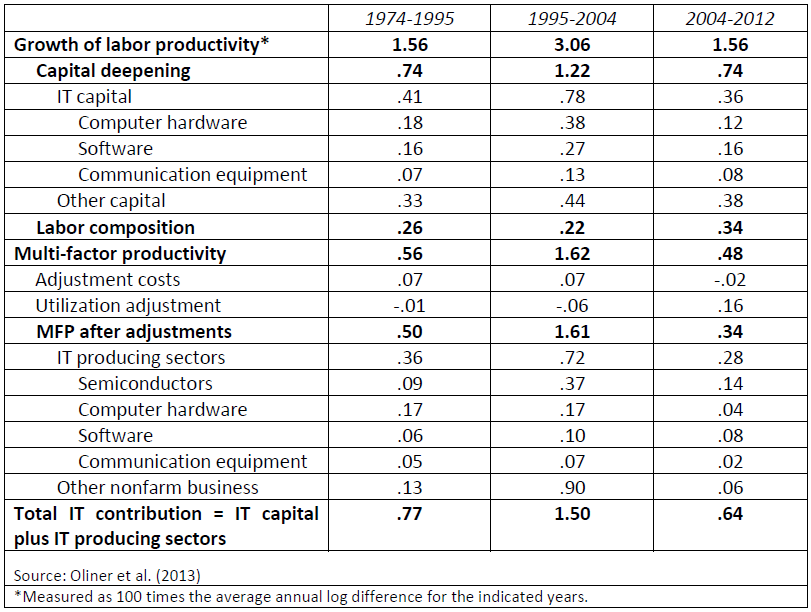 1974-1995 1995-2004 2004-2012
Growth of labor productivity* 1.56 3.06 1.56
Capital deepening .74 1.22 .74
IT capital .41 .78 .36
Computer hardware .18 .38 .12
Software .16 .27 .16
Communication equipment .07 .13 .08
Other capital .33 .44 .38
Labor composition .26 .22 .34
Multi-factor productivity .56 1.62 .48
Adjustment costs .07 .07 -.02
Utilization adjustment -.01 -.06 .16
MFP after adjustments .50 1.61 .34
IT producing sectors .36 .72 .28
Semiconductors .09 .37 .14
Computer hardware .17 .17 .04
Software .06 .10 .08
Communication equipment .05 .07 .02
Other nonfarm business .13 .90 .06
Total IT contribution = IT capital .77 1.50 .64
plus IT producing sectors
Source: Oliner et al. (2013)
*Measured as 100 times the average annual log difference for the indicated years.